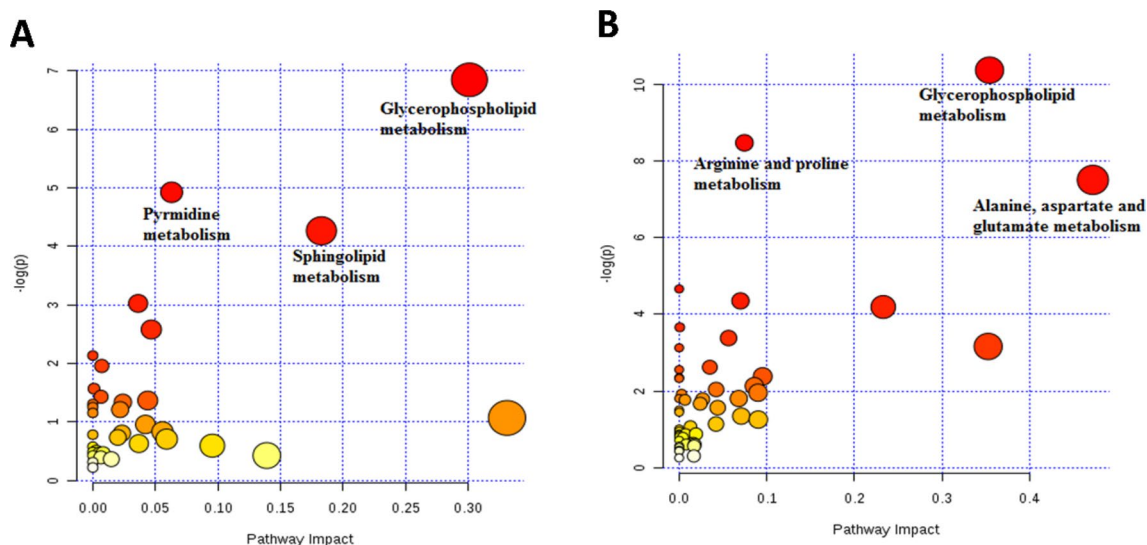 A
7
6
5
4
3
2
1
0
-log(p)
Glycerophospholipid
metabolism
Pyrmidine
metabolism
Sphingolipid
metabolism
0.00 0.05 0.10 0.15 0.20 0.25 0.30
Pathway Impact
B
10
8
6
4
2
0
-log(p)
Glycerophospholipid
metabolism
Arginine and proline
metabolism
Alanine, aspartate and
glutamate metabolism
0.0 0.1 0.2 0.3 0.4
Pathway Impact